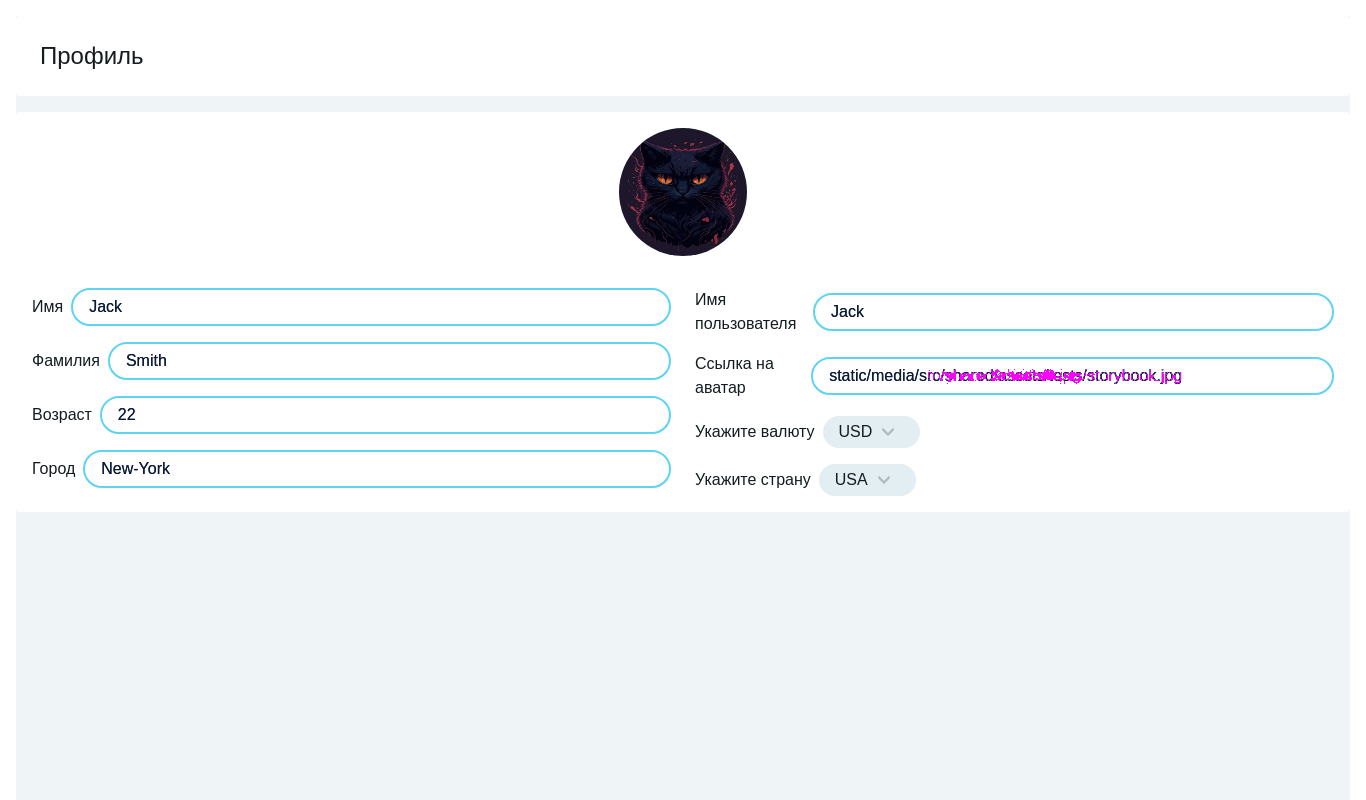 Профиль
Имя
Jack
Фамилия
Smith
Возраст
22
Город
New-York
Имя
пользователя
Jack
Ссылка на
аватар
static/media/src/shared/assets/tests/storybook.jpg
Укажите валюту
USD
Укажите страну
USA